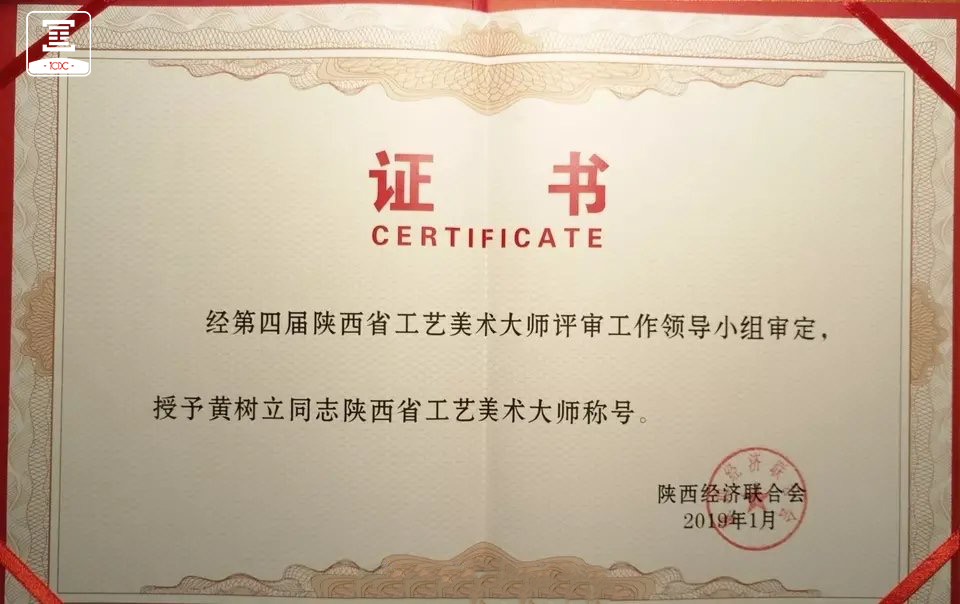 ·TCDC·
证书
CERTIFICATE
经第四届陕西省工艺美术大师评审工作领导小组审定，
授予黄树立同志陕西省工艺美术大师称号。
陕西经济联合会
2019年1月